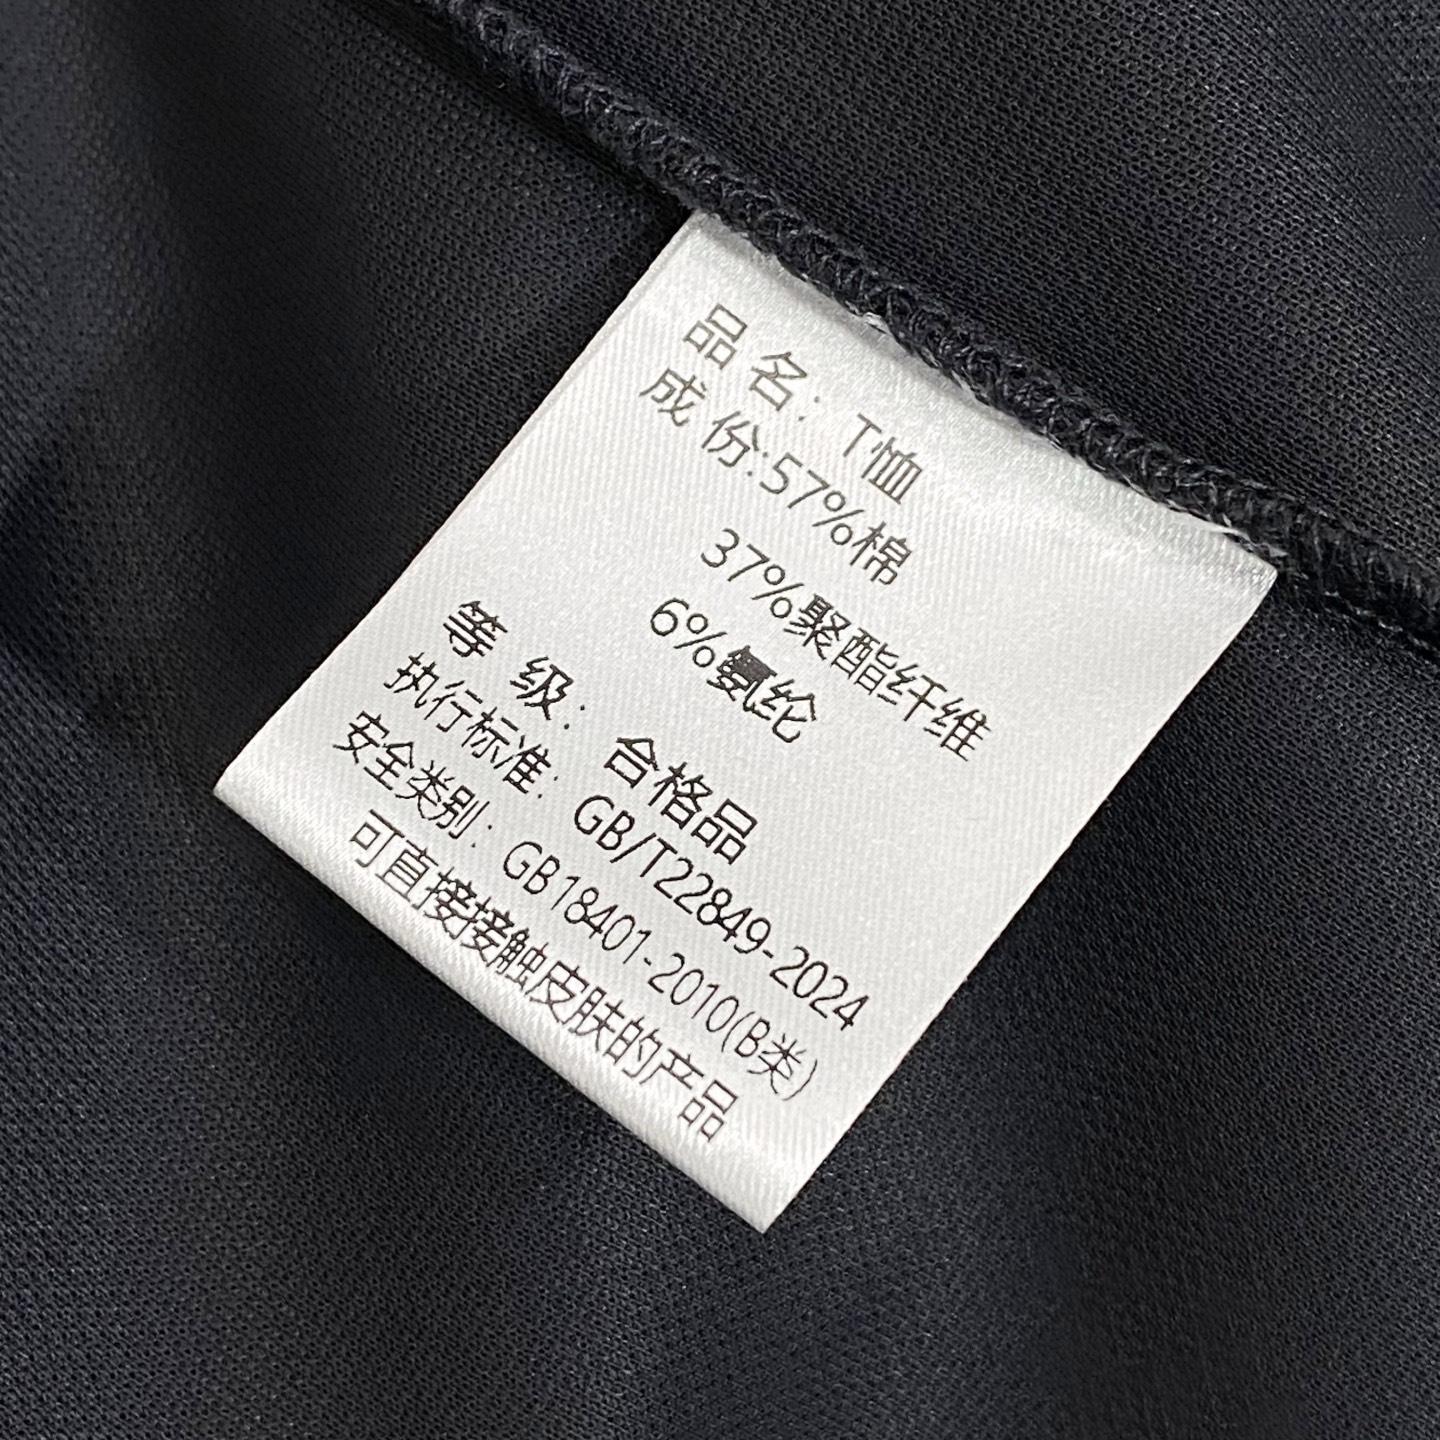 品 名：T恤
成 份:57%棉
37%聚酯纤维
6%氨纶
等 级：合格品
执行标准：GB/T22849-2024
安全类别：GB18401-2010(B类)
可直接接触皮肤的产品